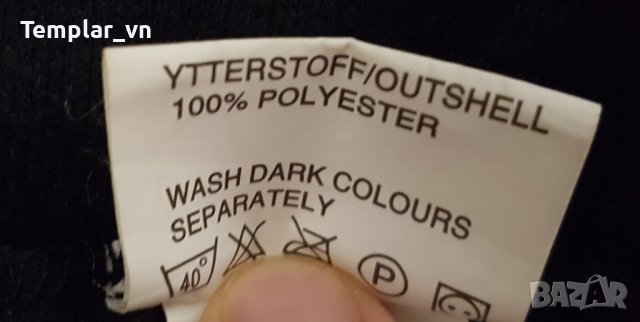 Templar_vn
YTTERSTOFF/OUTSHELL
100% POLYESTER
WASH DARK COLOURS
SEPARATELY
40°
P
BAZAR